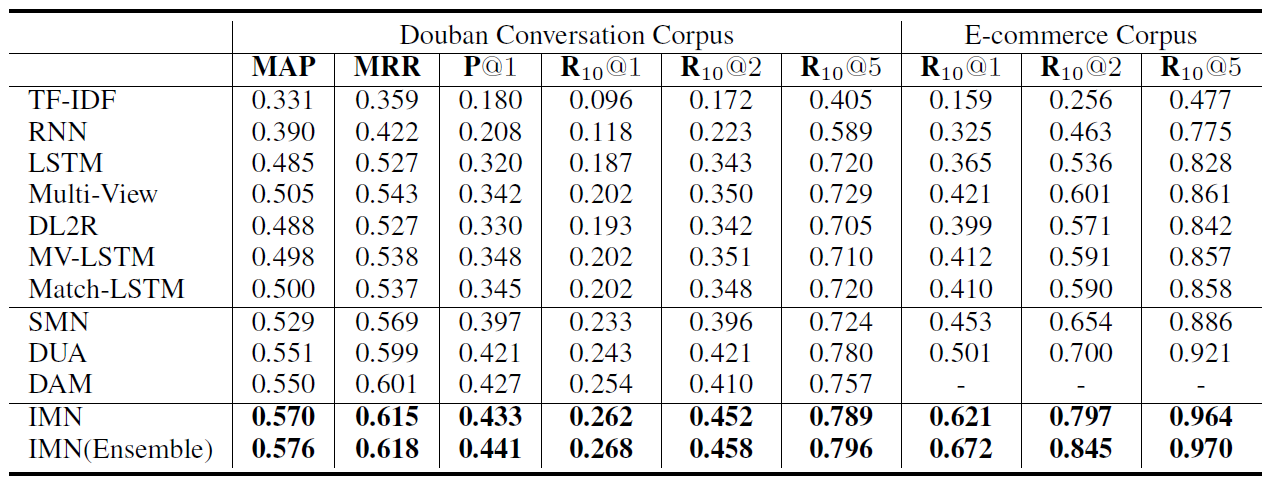 Douban Conversation Corpus E-commerce Corpus
MAP MRR P@1 R10@1 R10@2 R10@5 R10@1 R10@2 R10@5
TF-IDF 0.331 0.359 0.180 0.096 0.172 0.405 0.159 0.256 0.477
RNN 0.390 0.422 0.208 0.118 0.223 0.589 0.325 0.463 0.775
LSTM 0.485 0.527 0.320 0.187 0.343 0.720 0.365 0.536 0.828
Multi-View 0.505 0.543 0.342 0.202 0.350 0.729 0.421 0.601 0.861
DL2R 0.488 0.527 0.330 0.193 0.342 0.705 0.399 0.571 0.842
MV-LSTM 0.498 0.538 0.348 0.202 0.351 0.710 0.412 0.591 0.857
Match-LSTM 0.500 0.537 0.345 0.202 0.348 0.720 0.410 0.590 0.858
SMN 0.529 0.569 0.397 0.233 0.396 0.724 0.453 0.654 0.886
DUA 0.551 0.599 0.421 0.243 0.421 0.780 0.501 0.700 0.921
DAM 0.550 0.601 0.427 0.254 0.410 0.757 - - -
IMN 0.570 0.615 0.433 0.262 0.452 0.789 0.621 0.797 0.964
IMN(Ensemble) 0.576 0.618 0.441 0.268 0.458 0.796 0.672 0.845 0.970